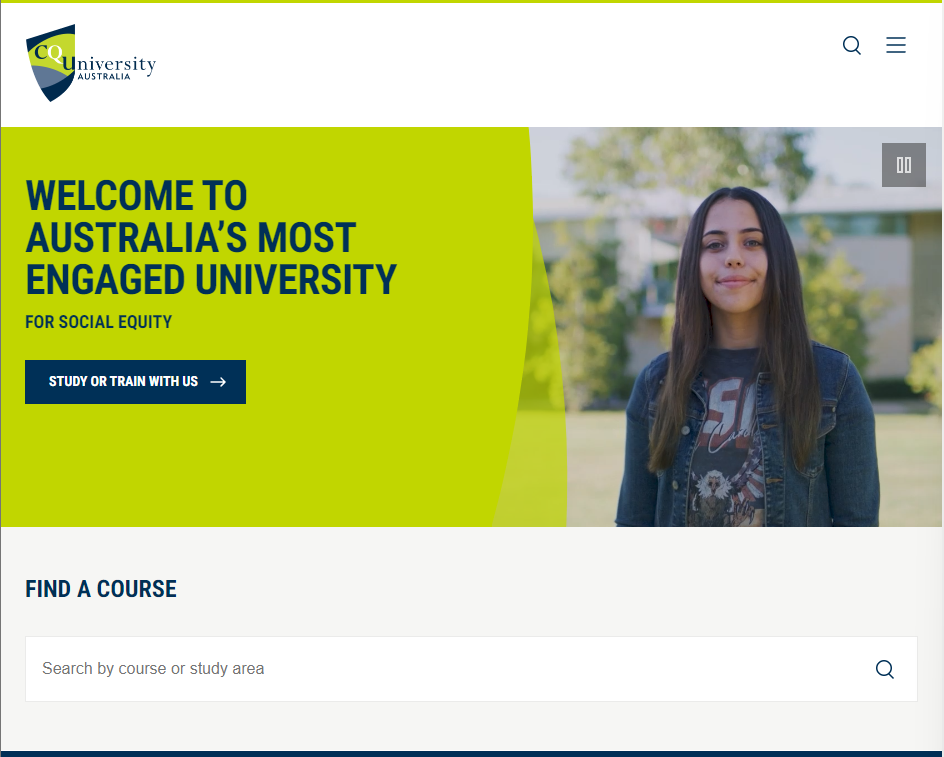 CQUniversity
AUSTRALIA
WELCOME TO
AUSTRALIA’S MOST
ENGAGED UNIVERSITY
FOR SOCIAL EQUITY
STUDY OR TRAIN WITH US
FIND A COURSE
Search by course or study area